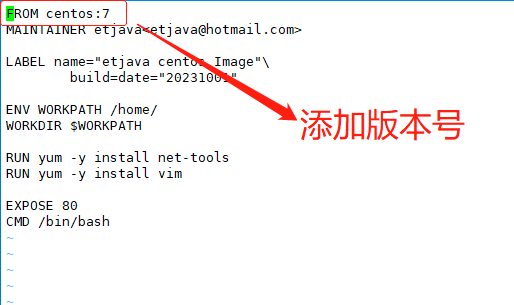 FROM centos:7
MAINTAINER etjava<etjava@hotmail.com>
LABEL name="etjava centos Image"\
build=date="20231001"
添加版本号
ENV WORKPATH /home/
WORKDIR $WORKPATH
RUN yum -y install net-tools
RUN yum -y install vim
EXPOSE 80
CMD /bin/bash
~
~
~
~
~